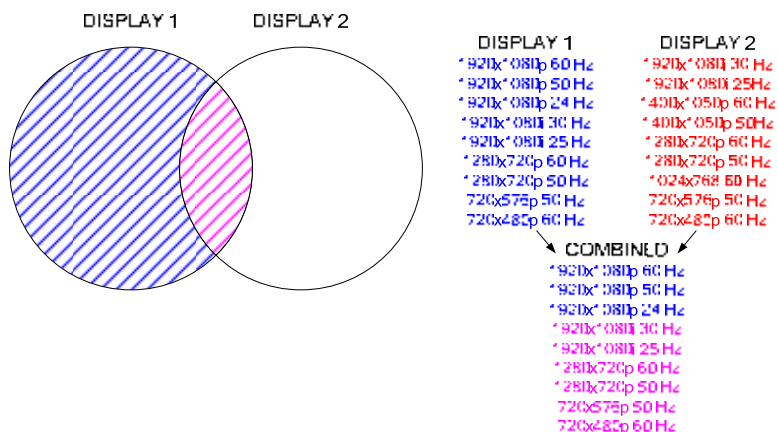 DISPLAY 1
DISPLAY 2
DISPLAY 1
1920x1080p 60 Hz
1920x1080p 50 Hz
1920x1080p 24 Hz
1920x1080i 30 Hz
1920x1080i 25 Hz
1280x720p 60 Hz
1280x720p 50 Hz
720x576p 50 Hz
720x480p 60 Hz
DISPLAY 2
1920x1080i 30 Hz
1920x1080i 25Hz
1400x1050p 60 Hz
1400x1050p 50Hz
1280x720p 60 Hz
1280x720p 50 Hz
1024x768 60 Hz
720x576p 50 Hz
720x480p 60 Hz
COMBINED
1920x1080p 60 Hz
1920x1080p 50 Hz
1920x1080p 24 Hz
1920x1080i 30 Hz
1920x1080i 25 Hz
1280x720p 60 Hz
1280x720p 50 Hz
720x576p 50 Hz
720x480p 60 Hz